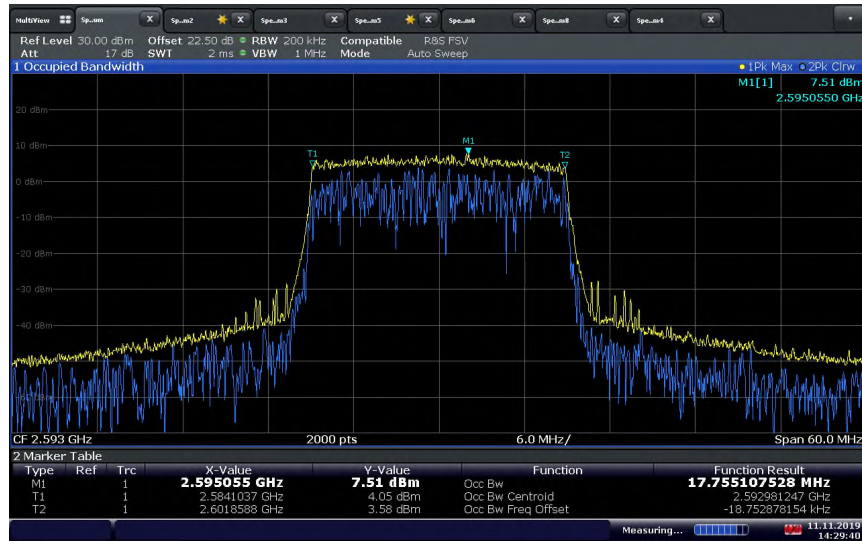 MultiView Sp..um X Sp..m2 X Spe..m3 X Spe..m5 X Spe..m6 X Spe..m8 X Spe..m4 X
Ref Level 30.00 dBm Offset 22.50 dB RBW 200 kHz Compatible R&S FSV
Att 17 dB SWT 2 ms VBW 1 MHz Mode Auto Sweep
1 Occupied Bandwidth 1Pk Max 2Pk Clrw
M1[1] 7.51 dBm
2.5950550 GHz
20 dBm
10 dBm
M1
T1 T2
0 dBm
-10 dBm
-20 dBm
-30 dBm
-40 dBm
CF 2.593 GHz 2000 pts 6.0 MHz/ Span 60.0 MHz
2 Marker Table
Type Ref Trc X-Value Y-Value Function Function Result
M1 1 2.595055 GHz 7.51 dBm Occ Bw 17.755107528 MHz
T1 1 2.5841037 GHz 4.05 dBm Occ Bw Centroid 2.592981247 GHz
T2 1 2.6018588 GHz 3.58 dBm Occ Bw Freq Offset -18.752878154 kHz
Measuring... 11.11.2019
14:29:40